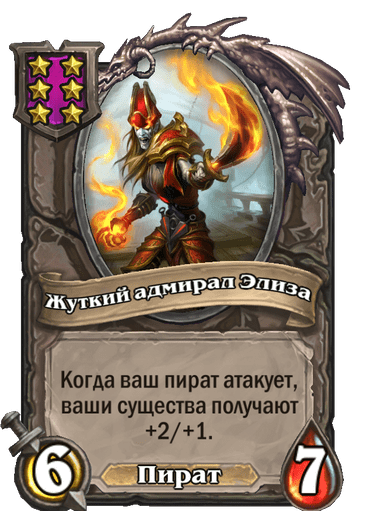 Жуткий адмирал Элиза
Когда ваш пират атакует,
ваши существа получают
+2/+1.
6
Пират
7